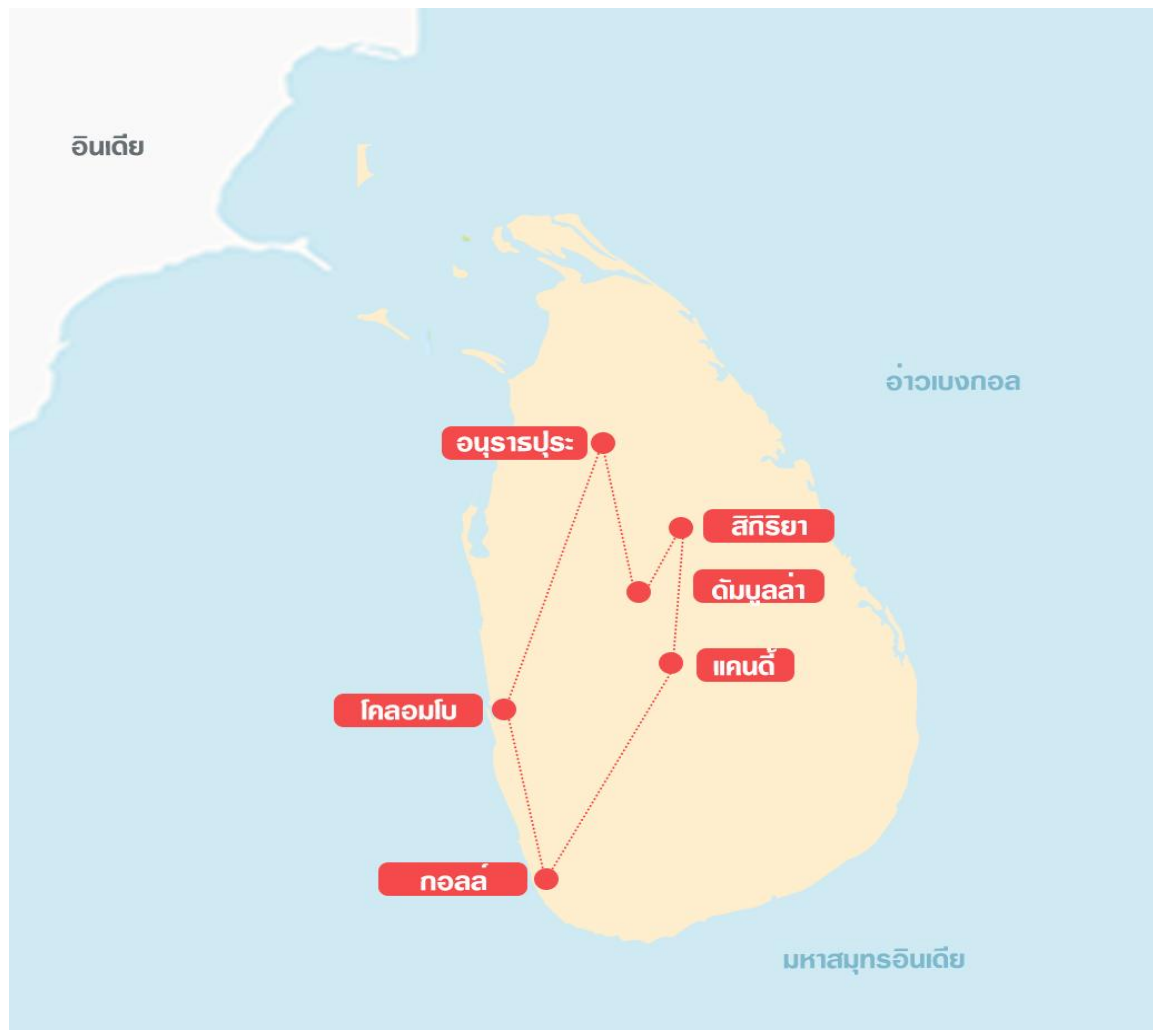 อินเดีย
อ่าวเบงกอล
อนุราธปุระ
สิกิริยา
ดัมบูลล่า
แคนดี้
โคลอมโบ
กอลล์
มหาสมุทรอินเดีย